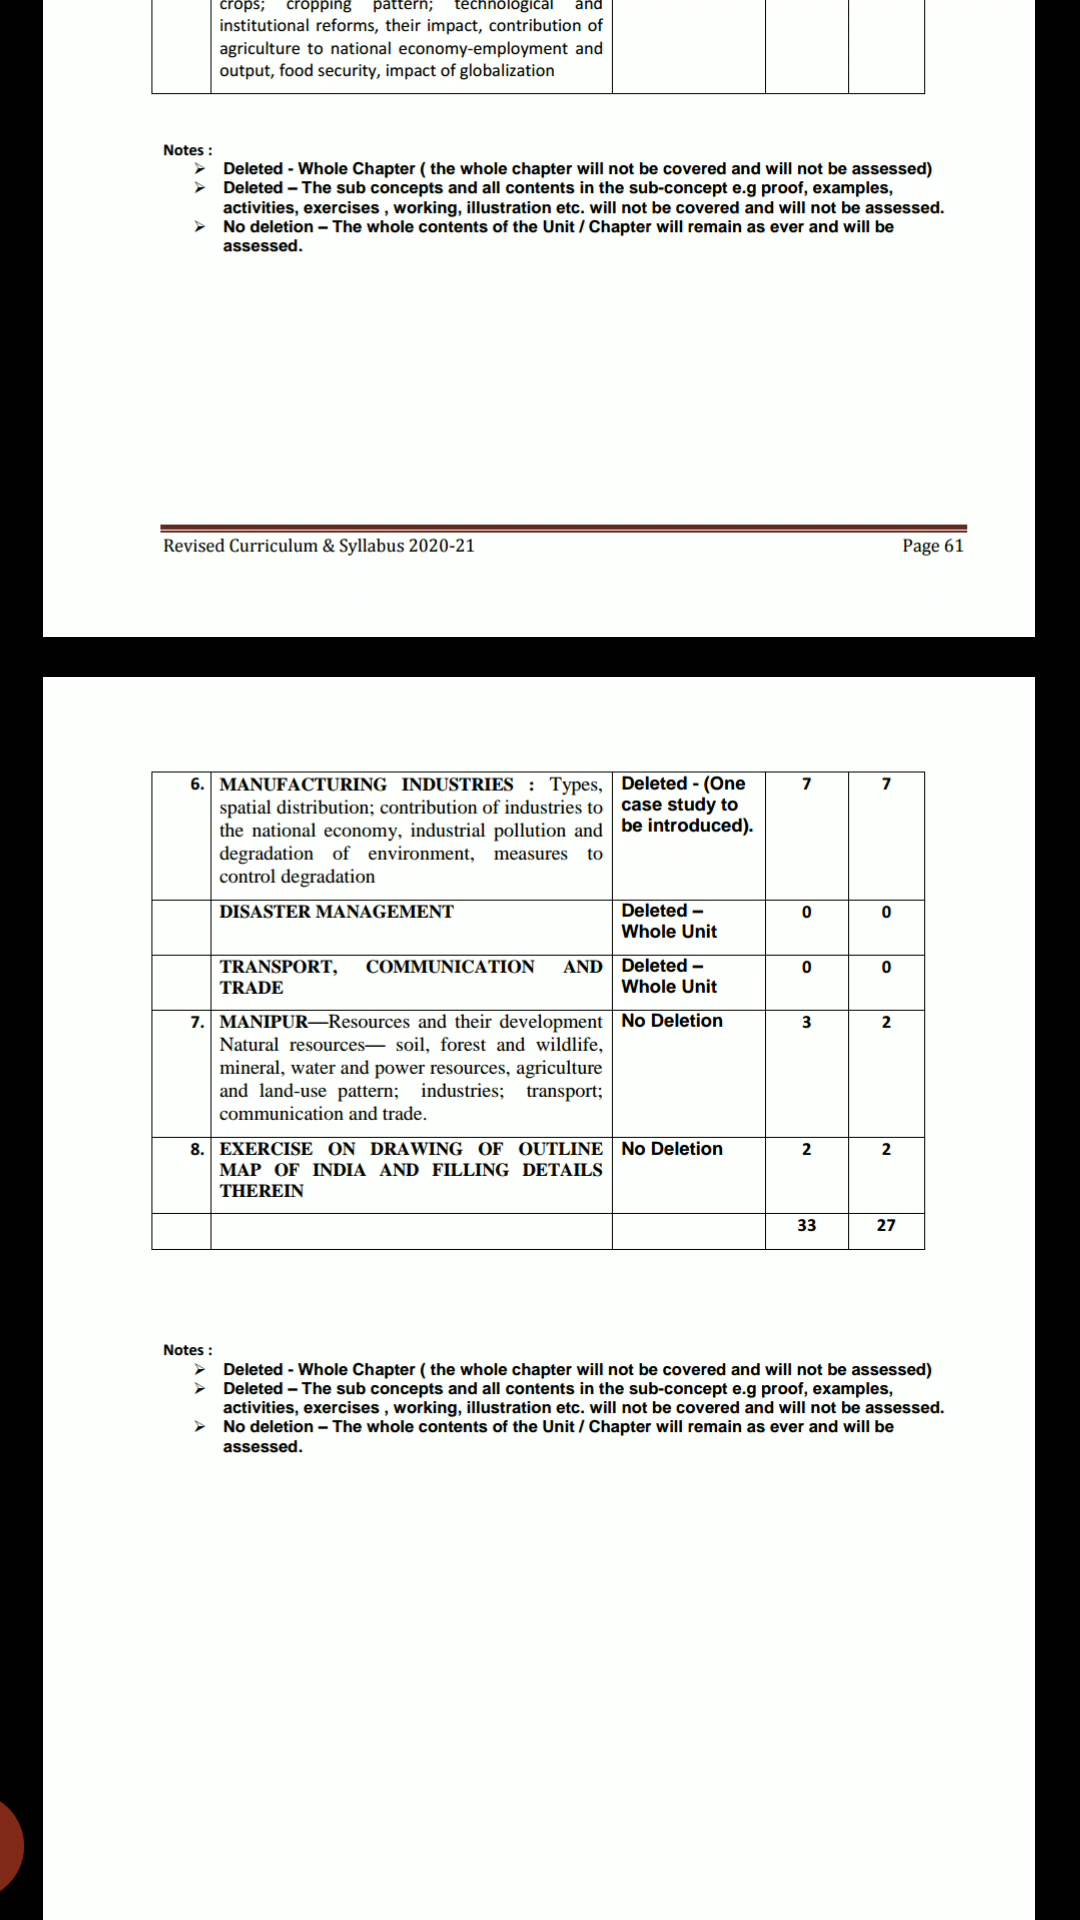 crops; cropping pattern; technological and
institutional reforms, their impact, contribution of
agriculture to national economy-employment and
output, food security, impact of globalization
Notes :
➢ Deleted - Whole Chapter ( the whole chapter will not be covered and will not be assessed)
➢ Deleted – The sub concepts and all contents in the sub-concept e.g proof, examples,
activities, exercises , working, illustration etc. will not be covered and will not be assessed.
➢ No deletion – The whole contents of the Unit / Chapter will remain as ever and will be
assessed.
Revised Curriculum & Syllabus 2020-21 Page 61
6. MANUFACTURING INDUSTRIES : Types, Deleted - (One 7 7
spatial distribution; contribution of industries to case study to
the national economy, industrial pollution and be introduced).
degradation of environment, measures to
control degradation
DISASTER MANAGEMENT Deleted – 0 0
Whole Unit
TRANSPORT, COMMUNICATION AND Deleted – 0 0
TRADE Whole Unit
7. MANIPUR—Resources and their development No Deletion 3 2
Natural resources— soil, forest and wildlife,
mineral, water and power resources, agriculture
and land-use pattern; industries; transport;
communication and trade.
8. EXERCISE ON DRAWING OF OUTLINE No Deletion 2 2
MAP OF INDIA AND FILLING DETAILS
THEREIN
33 27
Notes :
➢ Deleted - Whole Chapter ( the whole chapter will not be covered and will not be assessed)
➢ Deleted – The sub concepts and all contents in the sub-concept e.g proof, examples,
activities, exercises , working, illustration etc. will not be covered and will not be assessed.
➢ No deletion – The whole contents of the Unit / Chapter will remain as ever and will be
assessed.